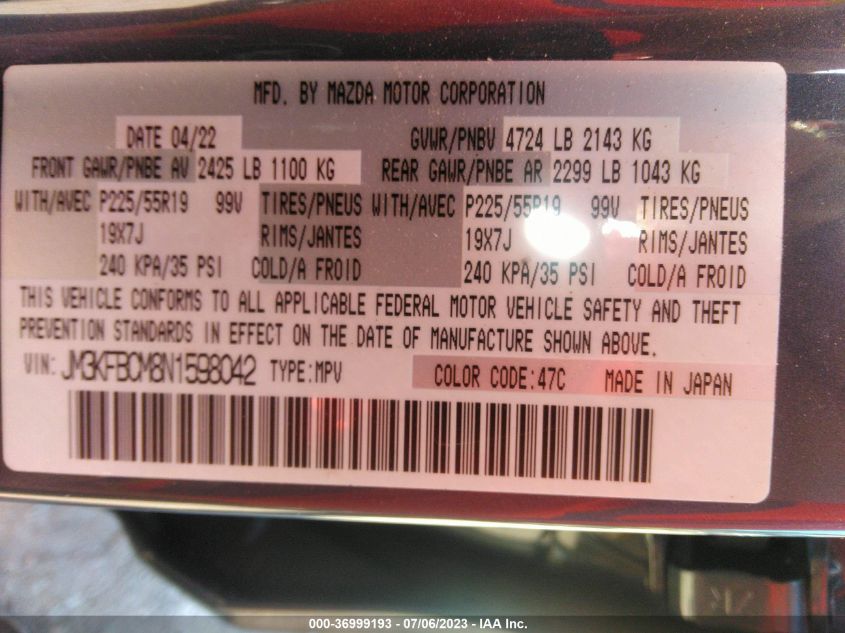 MFD. BY MAZDA MOTOR CORPORATION
DATE 04/22 GVWR/PNBV 4724 LB 2143 KG
FRONT GAWR/PNBE AV 2425 LB 1100 KG REAR GAWR/PNBE AR 2299 LB 1043 KG
WITH/AVEC P225/55R19 99V TIRES/PNEUS WITH/AVEC P225/55R19 99V TIRES/PNEUS
19X7J RIMS/JANTES 19X7J RIMS/JANTES
240 KPA/35 PSI COLD/A FROID 240 KPA/35 PSI COLD/A FROID
THIS VEHICLE CONFORMS TO ALL APPLICABLE FEDERAL MOTOR VEHICLE SAFETY AND THEFT
PREVENTION STANDARDS IN EFFECT ON THE DATE OF MANUFACTURE SHOWN ABOVE.
VIN: JM3KFBCM8N1598042 TYPE:MPV COLOR CODE:47C MADE IN JAPAN
000-36999193 - 07/06/2023 - IAA Inc.